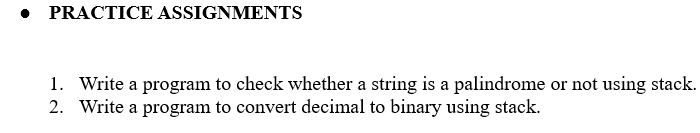 ● PRACTICE ASSIGNMENTS
1. Write a program to check whether a string is a palindrome or not using stack.
2. Write a program to convert decimal to binary using stack.